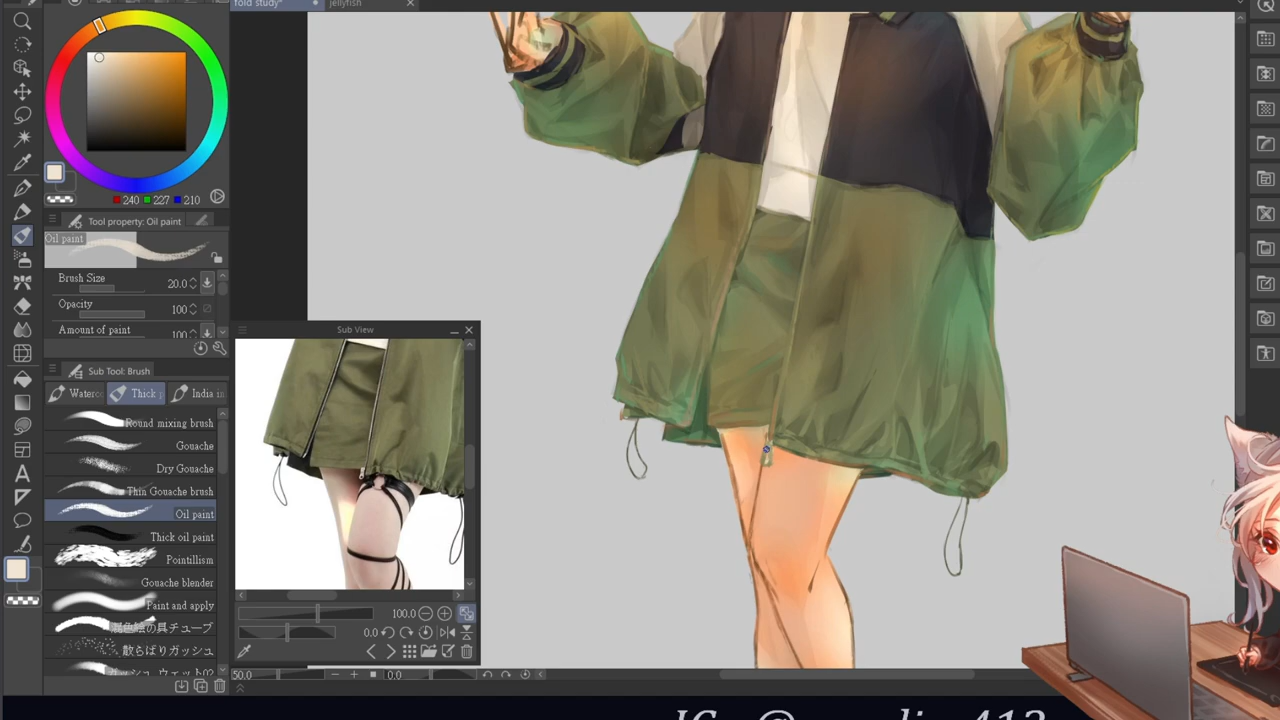 fold study*
jellyfish
240 227 210
Tool property: Oil paint
Oil paint
Brush Size 20.0
Opacity 100
Amount of paint 100
Sub Tool: Brush
Thick
India in
Round mixing brush
Gouache
Dry Gouache
Thin Gouache brush
Oil paint
Thick oil paint
Pointillism
Gouache blender
Paint and apply
混色絵の具チューブ
散らばりガッシュ
Sub View
100.0
0.0
50.0
0.0